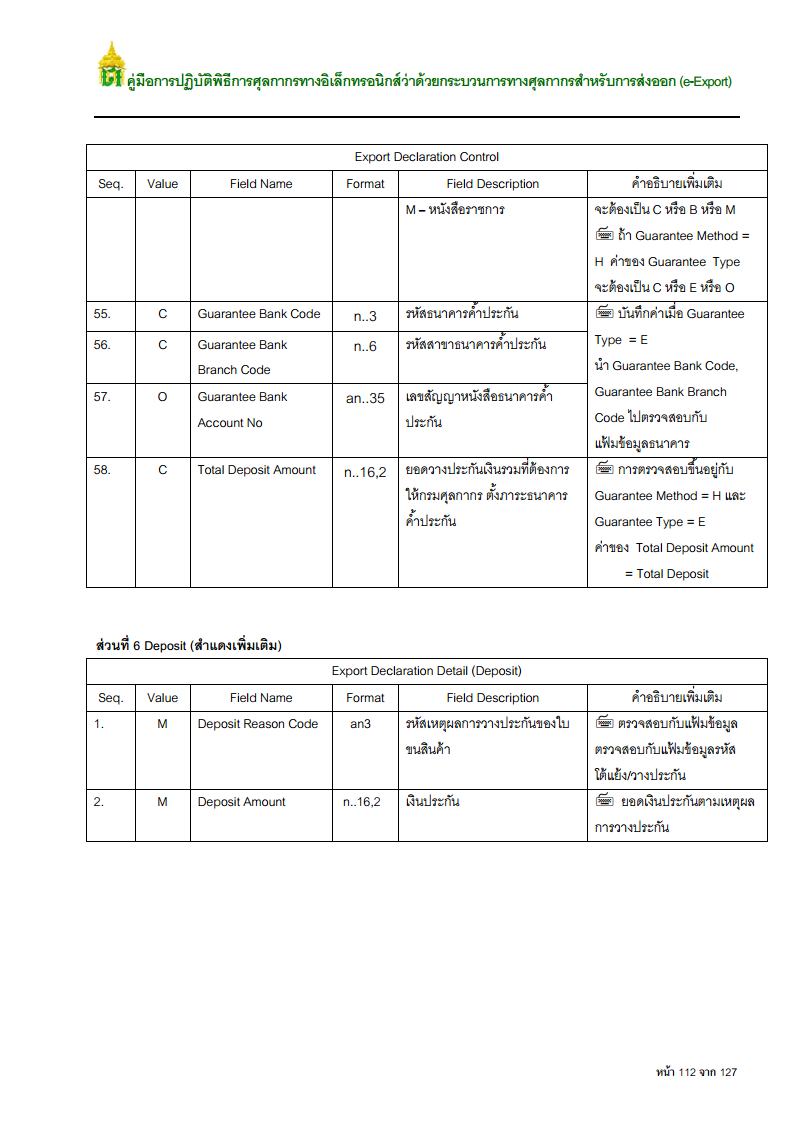 คู่มือการปฏิบัติพิธีการศุลกากรทางอิเล็กทรอนิกส์ว่าด้วยกระบวนการทางศุลกากรสำหรับการส่งออก (e-Export)
Export Declaration Control
Seq. Value Field Name Format Field Description คำอธิบายเพิ่มเติม
M – หนังสือราชการ จะต้องเป็น C หรือ B หรือ M
ถ้า Guarantee Method =
H ค่าของ Guarantee Type
จะต้องเป็น C หรือ E หรือ O
55. C Guarantee Bank Code n..3 รหัสธนาคารค้ำประกัน บันทึกค่าเมื่อ Guarantee
Type = E
56. C Guarantee Bank n..6 รหัสสาขาธนาคารค้ำประกัน
Branch Code นำ Guarantee Bank Code,
57. O Guarantee Bank an..35 เลขสัญญาหนังสือธนาคารค้ำ Guarantee Bank Branch
Account No ประกัน Code ไปตรวจสอบกับ
แฟ้มข้อมูลธนาคาร
58. C Total Deposit Amount n..16,2 ยอดวางประกันเงินรวมที่ต้องการ การตรวจสอบขึ้นอยู่กับ
ให้กรมศุลกากร ตั้งภาระธนาคาร Guarantee Method = H และ
ค้ำประกัน Guarantee Type = E
ค่าของ Total Deposit Amount
= Total Deposit
ส่วนที่ 6 Deposit (สำแดงเพิ่มเติม)
Export Declaration Detail (Deposit)
Seq. Value Field Name Format Field Description คำอธิบายเพิ่มเติม
1. M Deposit Reason Code an3 รหัสเหตุผลการวางประกันของใบ ตรวจสอบกับแฟ้มข้อมูล
ขนสินค้า ตรวจสอบกับแฟ้มข้อมูลรหัส
โต้แย้ง/วางประกัน
2. M Deposit Amount n..16,2 เงินประกัน ยอดเงินประกันตามเหตุผล
การวางประกัน
หน้า 112 จาก 127